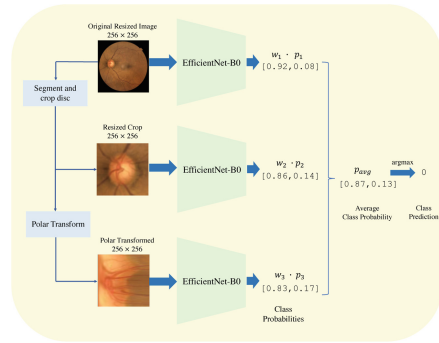 Original Resized Image
256 × 256
EfficientNet-B0
w₁ · p₁
[0.92,0.08]
Segment and
crop disc
Resized Crop
256 × 256
EfficientNet-B0
w₂ · p₂
[0.86,0.14]
p_avg
[0.87,0.13]
argmax
0
Average
Class Probability
Class
Prediction
Polar Transform
Polar Transformed
256 × 256
EfficientNet-B0
w₃ · p₃
[0.83,0.17]
Class
Probabilities